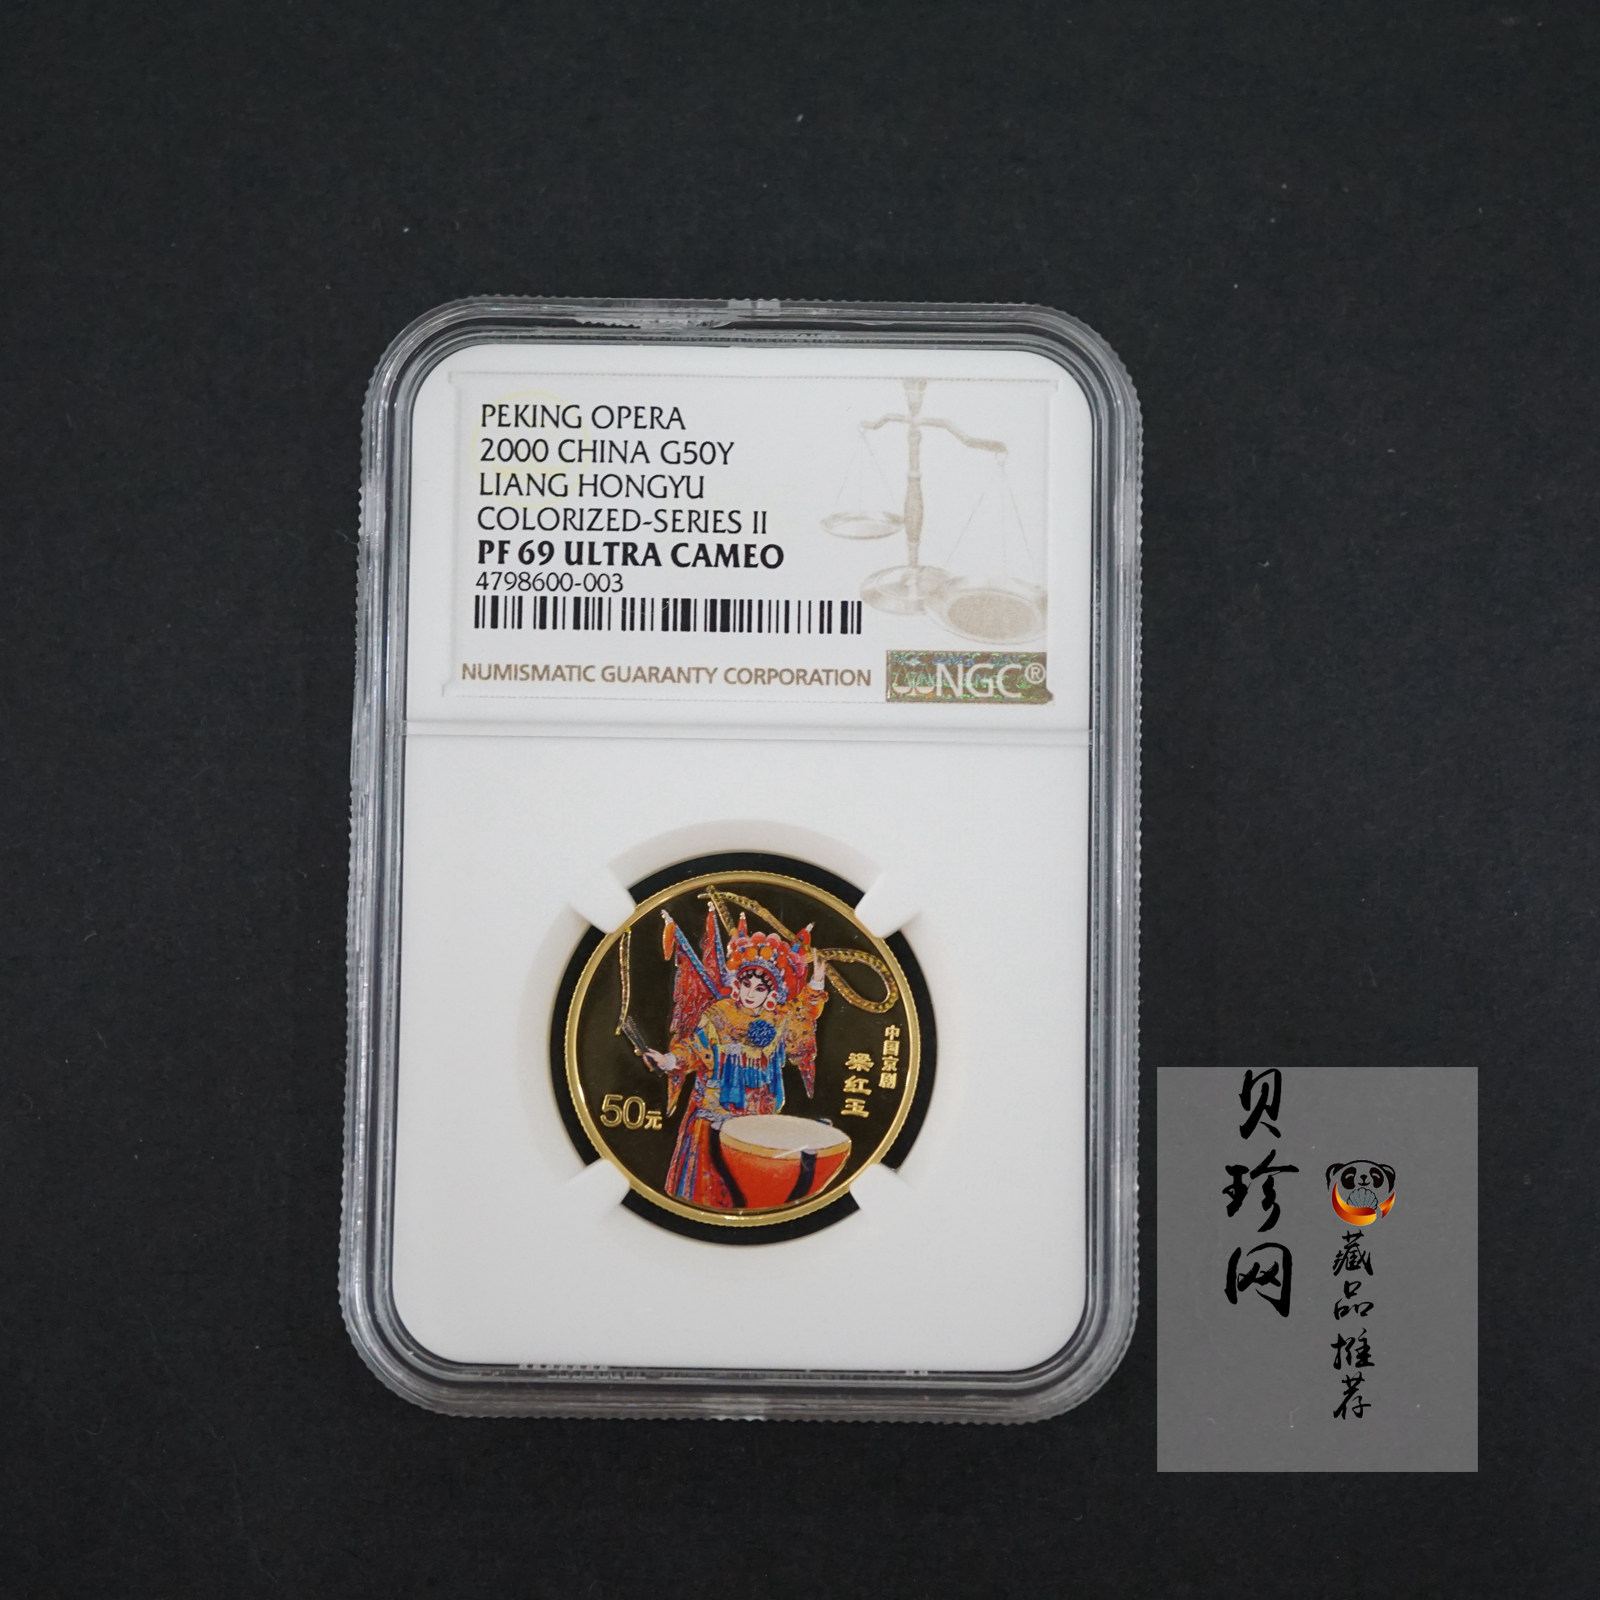 PEKING OPERA
2000 CHINA G50Y
LIANG HONGYU
COLORIZED-SERIES II
PF 69 ULTRA CAMEO
4798600-003
NUMISMATIC GUARANTY CORPORATION
NGC®
中国京剧
梁红玉
50元
贝珍网
藏品推荐